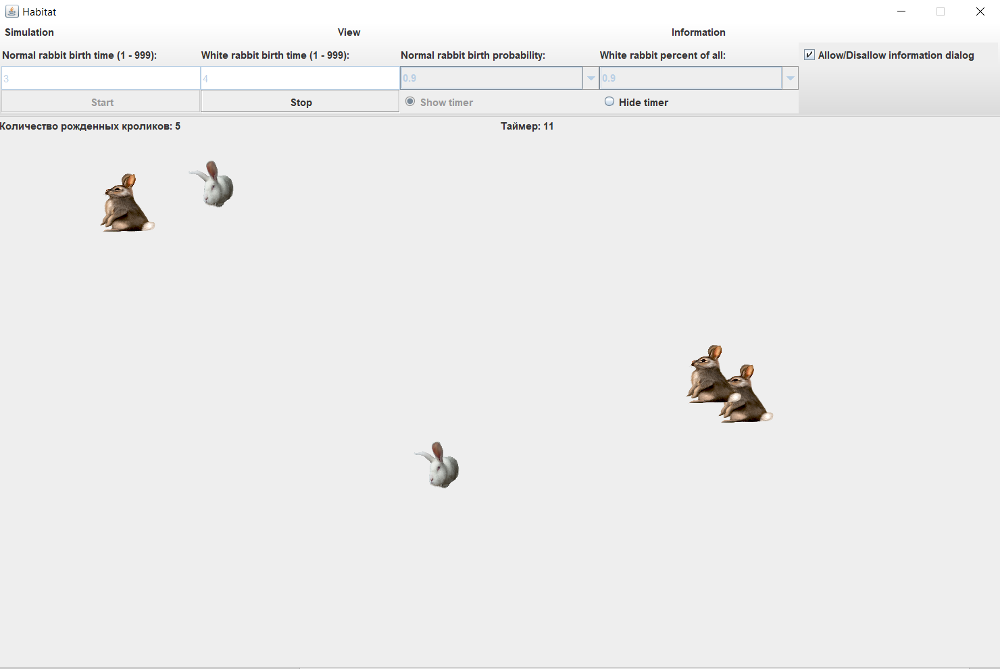 Habitat
Simulation View Information
Normal rabbit birth time (1 - 999): White rabbit birth time (1 - 999): Normal rabbit birth probability: White rabbit percent of all: Allow/Disallow information dialog
3 4 0.9 0.9
Start Stop Show timer Hide timer
Количество рожденных кроликов: 5 Таймер: 11